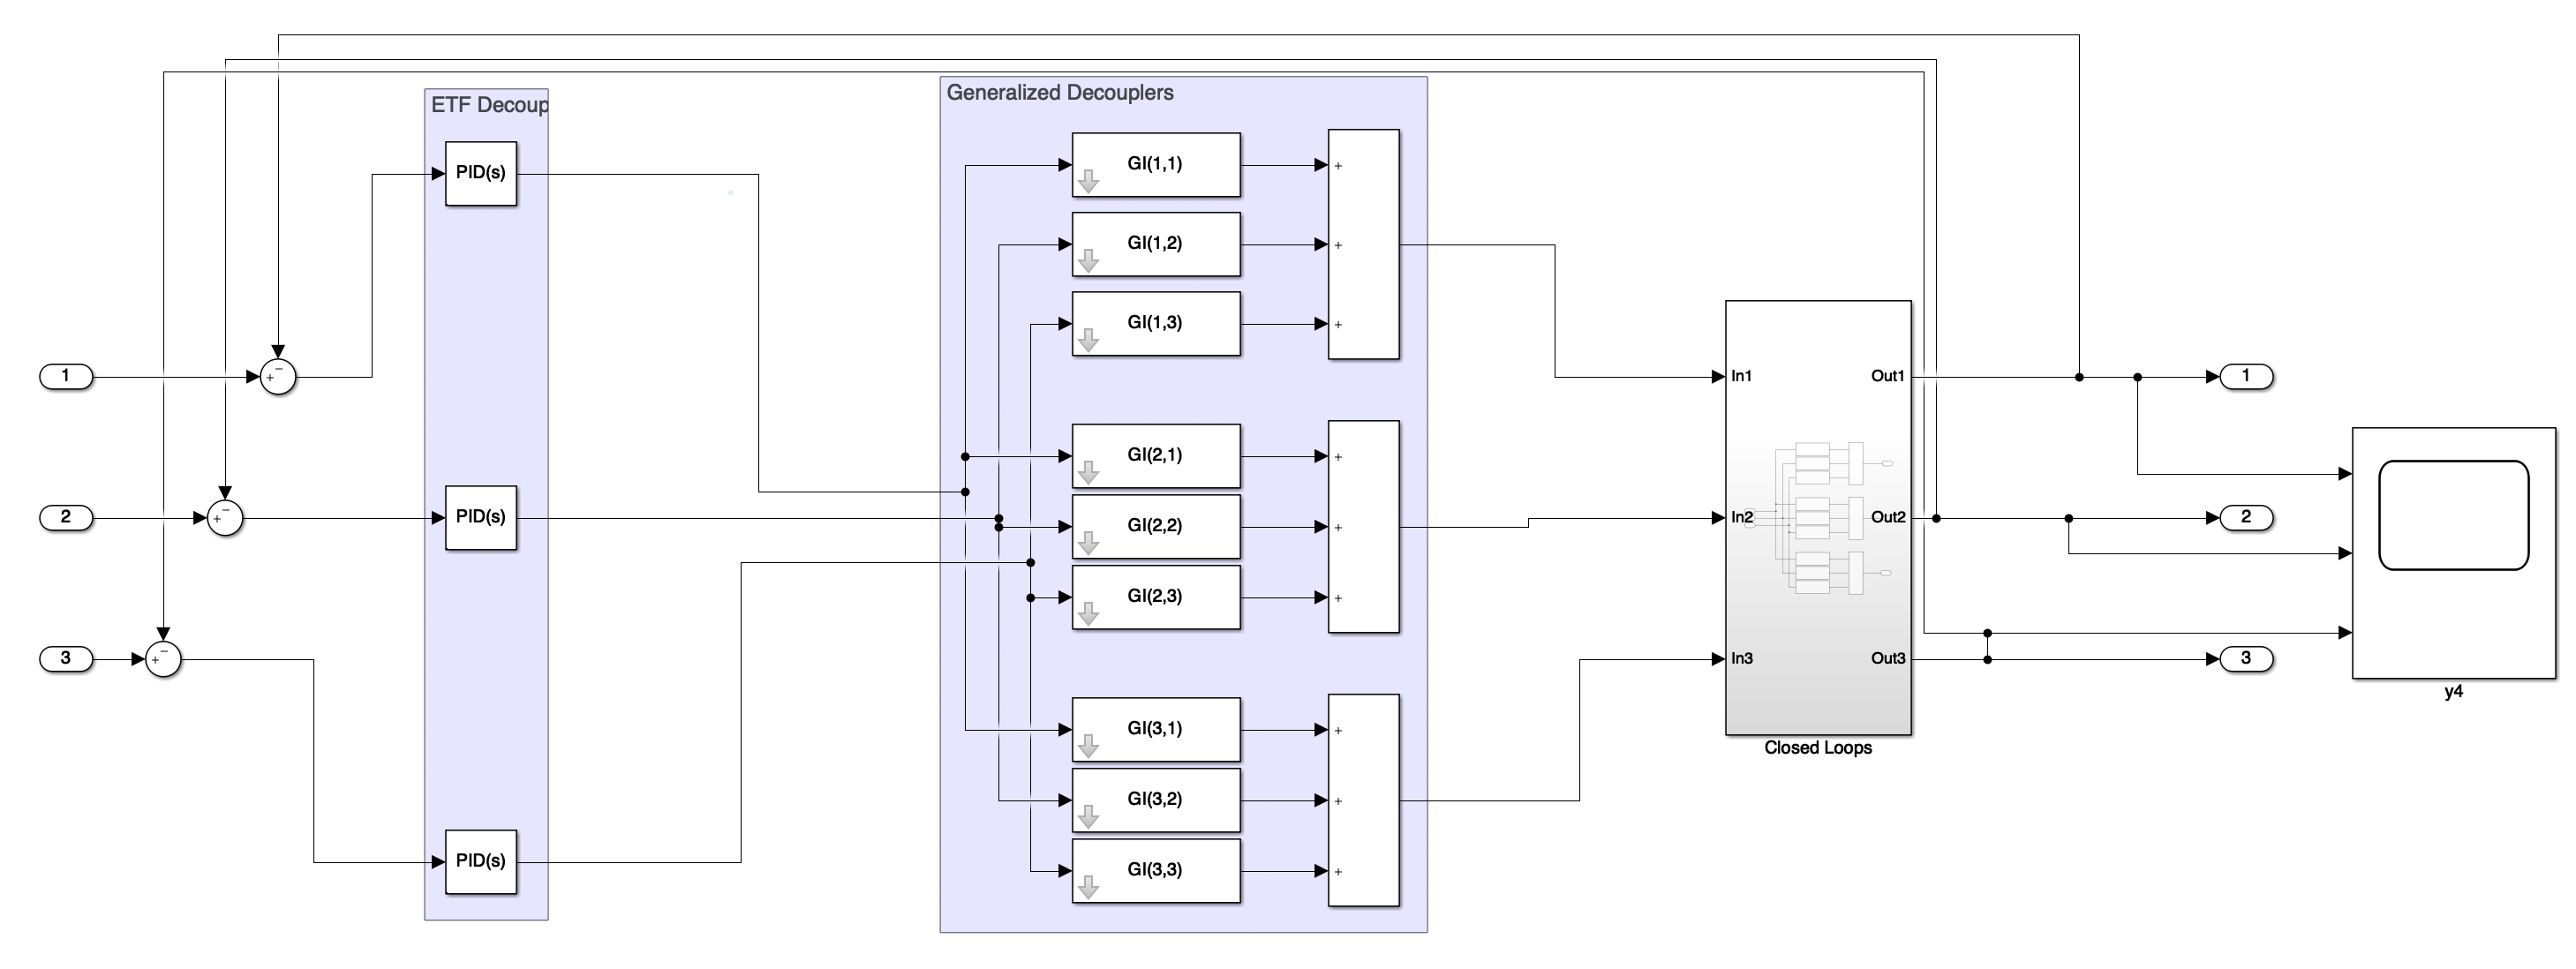 ETF Decoup
Generalized Decouplers
PID(s)
GI(1,1)
+
GI(1,2)
+
GI(1,3)
+
1
+
−
In1
Out1
1
GI(2,1)
+
2
+
−
PID(s)
GI(2,2)
+
In2
Out2
2
GI(2,3)
+
3
+
−
In3
Out3
3
y4
GI(3,1)
+
Closed Loops
GI(3,2)
+
PID(s)
GI(3,3)
+